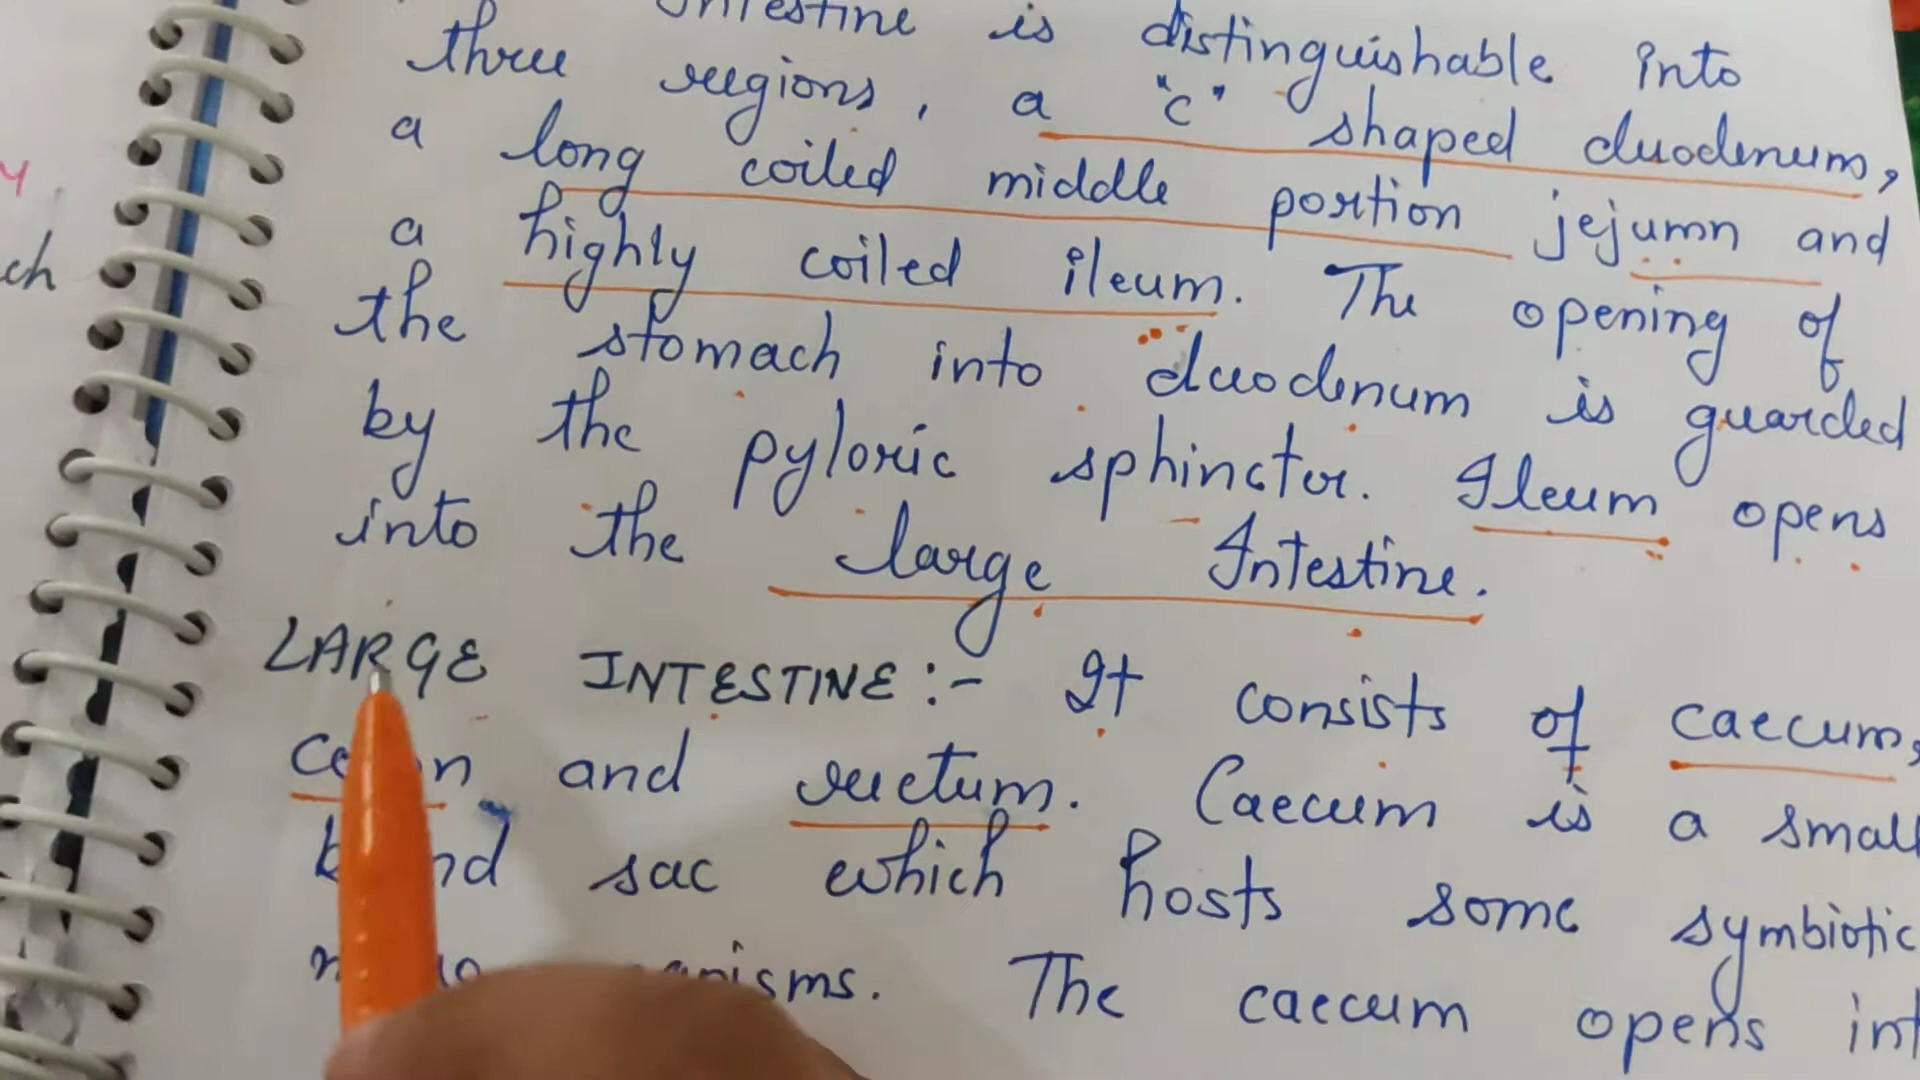 Intestine is distinguishable into
three regions, a "c" shaped duodenum,
a long coiled middle portion jejumn and
a highly coiled ileum. The opening of
the stomach into duodenum is guarded
by the pyloric sphincter. Ileum opens
into the large Intestine.
LARGE INTESTINE:- It consists of caecum,
and rectum. Caecum is a small
sac which hosts some symbiotic
The caecum opens
ch